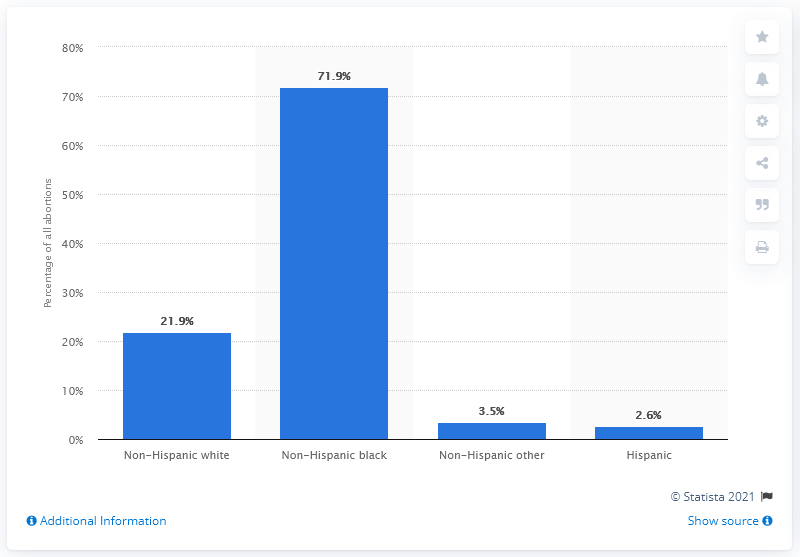 80%
71.9%
70%
60%
50%
40%
30%
21.9%
20%
10%
3.5%
2.6%
0%
Percentage of all abortions
Non-Hispanic white
Non-Hispanic black
Non-Hispanic other
Hispanic
© Statista 2021
Additional Information
Show source